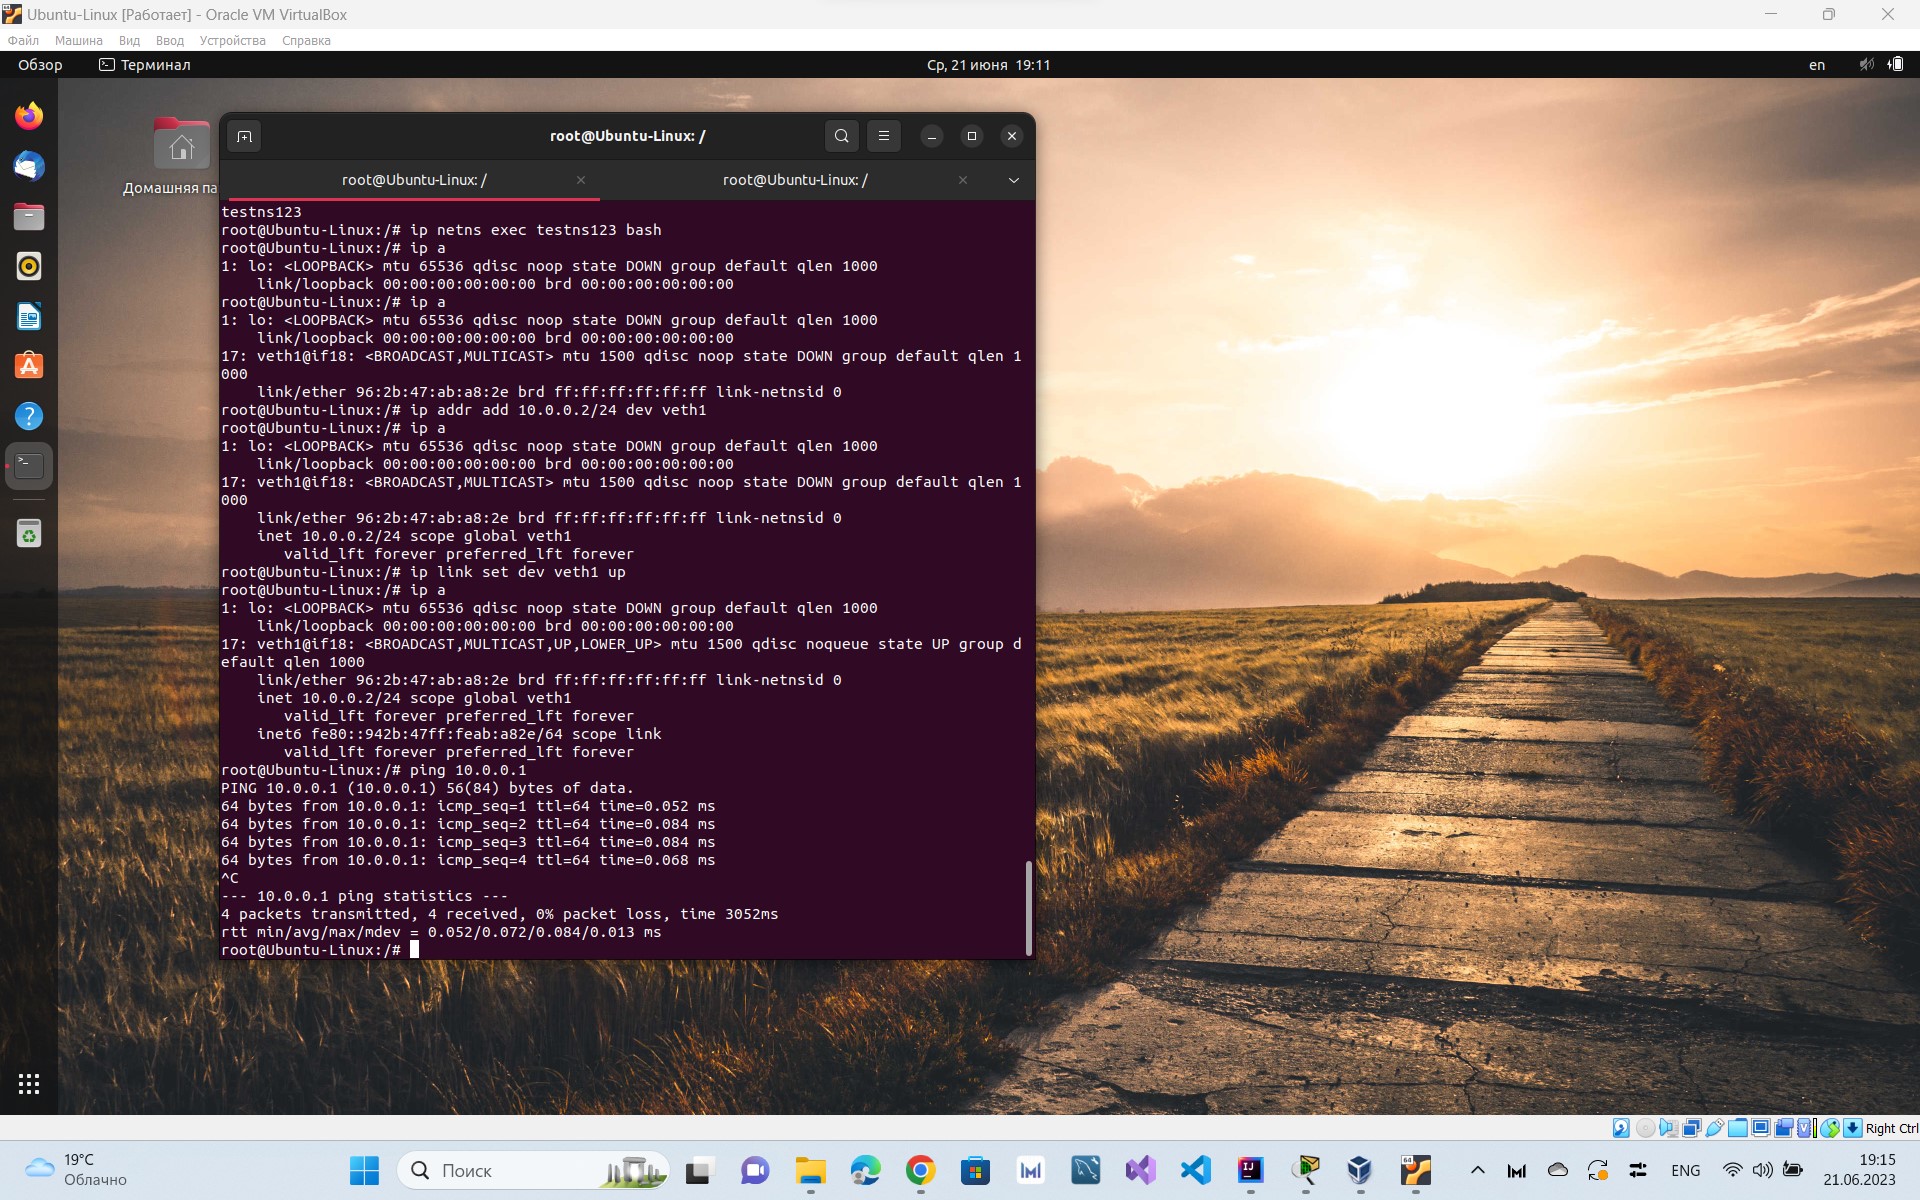 Ubuntu-Linux [Работает] - Oracle VM VirtualBox
Файл Машина Вид Ввод Устройства Справка
Обзор Терминал Ср, 21 июня 19:11 en
Домашняя па
root@Ubuntu-Linux: /
root@Ubuntu-Linux: / root@Ubuntu-Linux: /
testns123
root@Ubuntu-Linux:/# ip netns exec testns123 bash
root@Ubuntu-Linux:/# ip a
1: lo: <LOOPBACK> mtu 65536 qdisc noop state DOWN group default qlen 1000
    link/loopback 00:00:00:00:00:00 brd 00:00:00:00:00:00
root@Ubuntu-Linux:/# ip a
1: lo: <LOOPBACK> mtu 65536 qdisc noop state DOWN group default qlen 1000
    link/loopback 00:00:00:00:00:00 brd 00:00:00:00:00:00
17: veth1@if18: <BROADCAST,MULTICAST> mtu 1500 qdisc noop state DOWN group default qlen 1
000
    link/ether 96:2b:47:ab:a8:2e brd ff:ff:ff:ff:ff:ff link-netnsid 0
root@Ubuntu-Linux:/# ip addr add 10.0.0.2/24 dev veth1
root@Ubuntu-Linux:/# ip a
1: lo: <LOOPBACK> mtu 65536 qdisc noop state DOWN group default qlen 1000
    link/loopback 00:00:00:00:00:00 brd 00:00:00:00:00:00
17: veth1@if18: <BROADCAST,MULTICAST> mtu 1500 qdisc noop state DOWN group default qlen 1
000
    link/ether 96:2b:47:ab:a8:2e brd ff:ff:ff:ff:ff:ff link-netnsid 0
    inet 10.0.0.2/24 scope global veth1
       valid_lft forever preferred_lft forever
root@Ubuntu-Linux:/# ip link set dev veth1 up
root@Ubuntu-Linux:/# ip a
1: lo: <LOOPBACK> mtu 65536 qdisc noop state DOWN group default qlen 1000
    link/loopback 00:00:00:00:00:00 brd 00:00:00:00:00:00
17: veth1@if18: <BROADCAST,MULTICAST,UP,LOWER_UP> mtu 1500 qdisc noqueue state UP group d
efault qlen 1000
    link/ether 96:2b:47:ab:a8:2e brd ff:ff:ff:ff:ff:ff link-netnsid 0
    inet 10.0.0.2/24 scope global veth1
       valid_lft forever preferred_lft forever
    inet6 fe80::942b:47ff:feab:a82e/64 scope link
       valid_lft forever preferred_lft forever
root@Ubuntu-Linux:/# ping 10.0.0.1
PING 10.0.0.1 (10.0.0.1) 56(84) bytes of data.
64 bytes from 10.0.0.1: icmp_seq=1 ttl=64 time=0.052 ms
64 bytes from 10.0.0.1: icmp_seq=2 ttl=64 time=0.084 ms
64 bytes from 10.0.0.1: icmp_seq=3 ttl=64 time=0.084 ms
64 bytes from 10.0.0.1: icmp_seq=4 ttl=64 time=0.068 ms
^C
--- 10.0.0.1 ping statistics ---
4 packets transmitted, 4 received, 0% packet loss, time 3052ms
rtt min/avg/max/mdev = 0.052/0.072/0.084/0.013 ms
root@Ubuntu-Linux:/#
Right Ctrl
19°C
Облачно
Поиск
ENG
19:15
21.06.2023